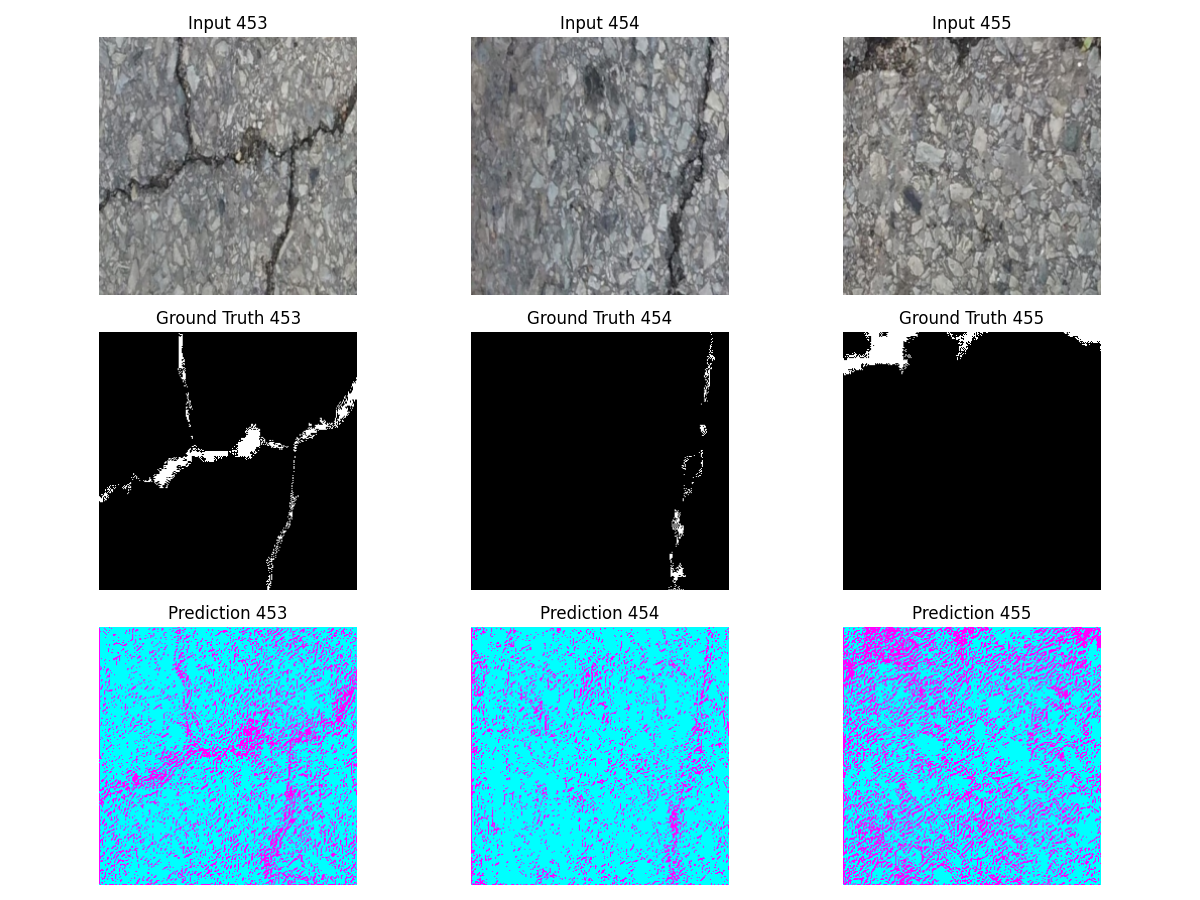 Input 453
Input 454
Input 455
Ground Truth 453
Ground Truth 454
Ground Truth 455
Prediction 453
Prediction 454
Prediction 455